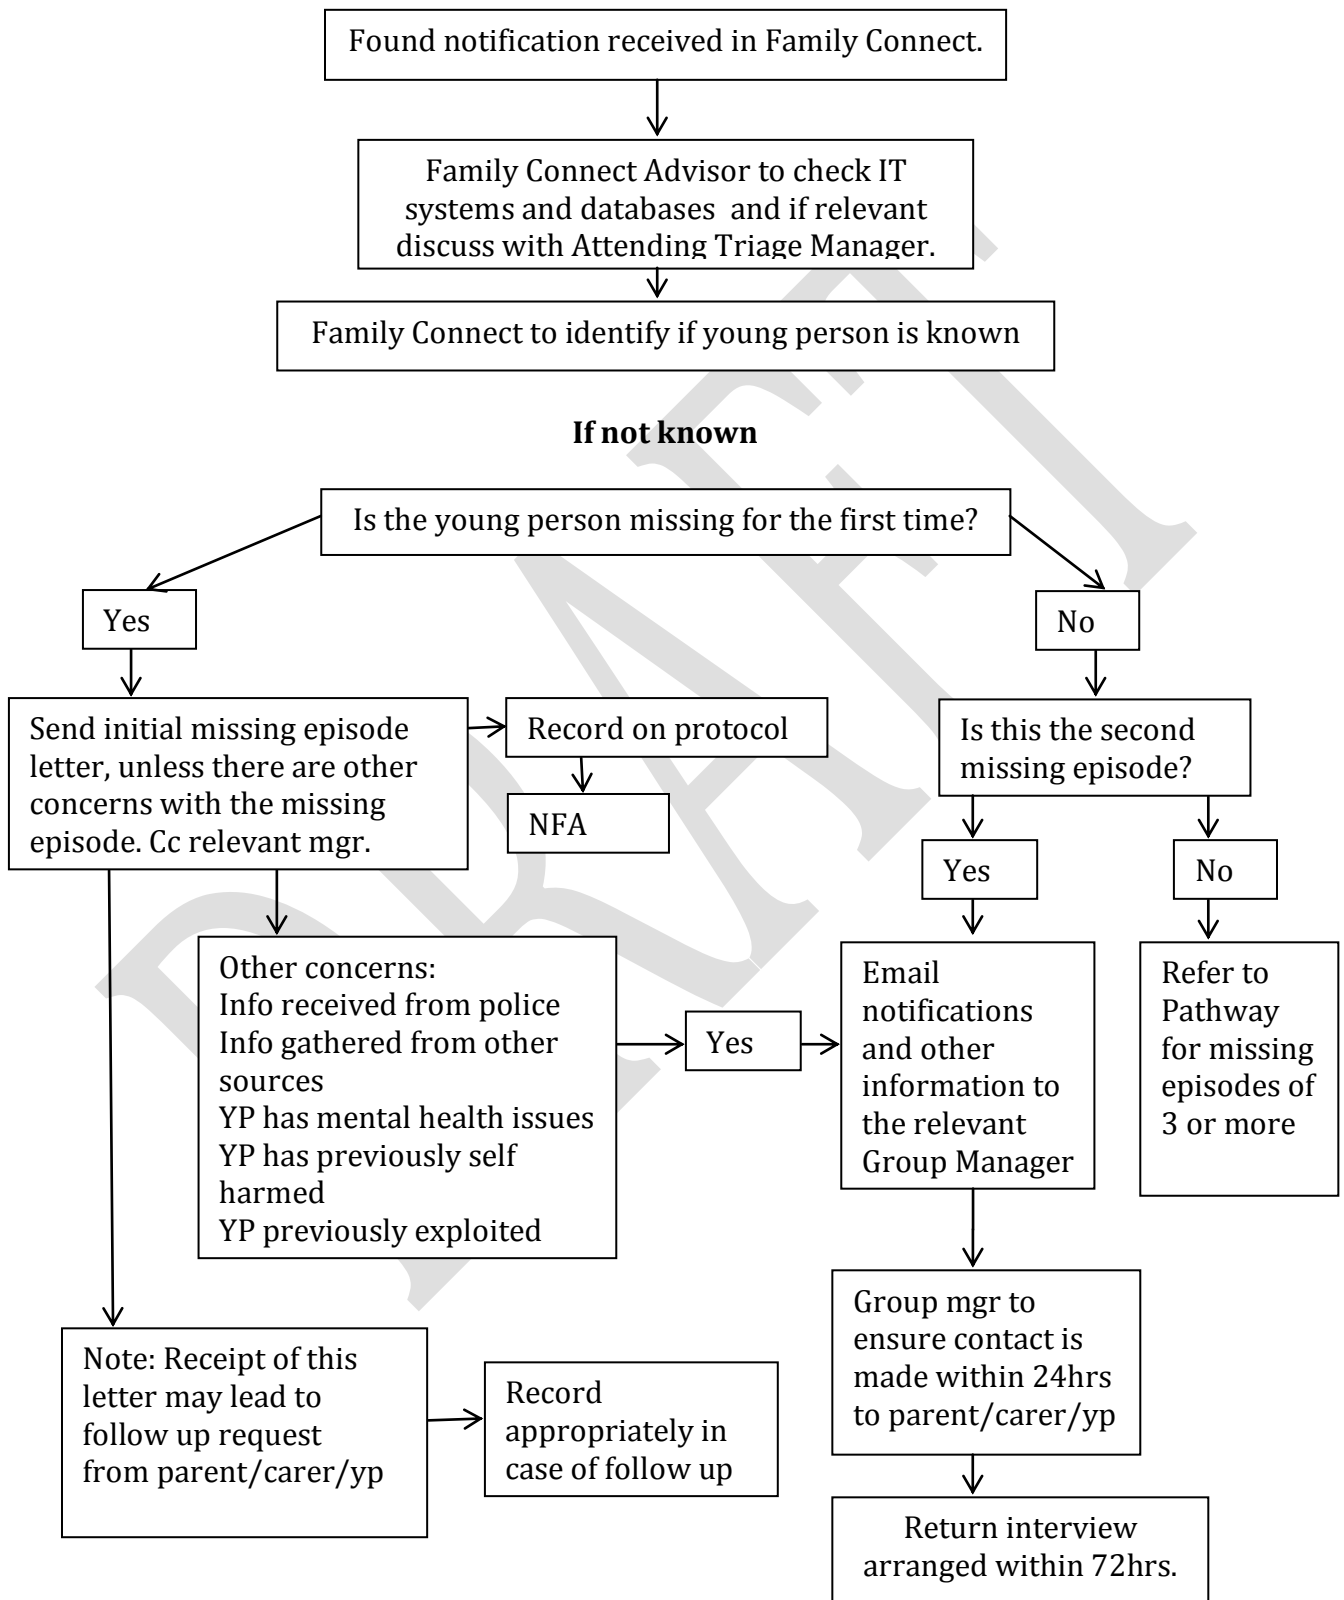 Found notification received in Family Connect.
Family Connect Advisor to check IT
systems and databases and if relevant
discuss with Attending Triage Manager.
Family Connect to identify if young person is known
If not known
Is the young person missing for the first time?
Yes
No
Send initial missing episode
letter, unless there are other
concerns with the missing
episode. Cc relevant mgr.
Record on protocol
NFA
Is this the second
missing episode?
Yes
No
Other concerns:
Info received from police
Info gathered from other
sources
YP has mental health issues
YP has previously self
harmed
YP previously exploited
Yes
Email
notifications
and other
information to
the relevant
Group Manager
Refer to
Pathway
for missing
episodes of
3 or more
Group mgr to
ensure contact is
made within 24hrs
to parent/carer/yp
Note: Receipt of this
letter may lead to
follow up request
from parent/carer/yp
Record
appropriately in
case of follow up
Return interview
arranged within 72hrs.
DRAFT